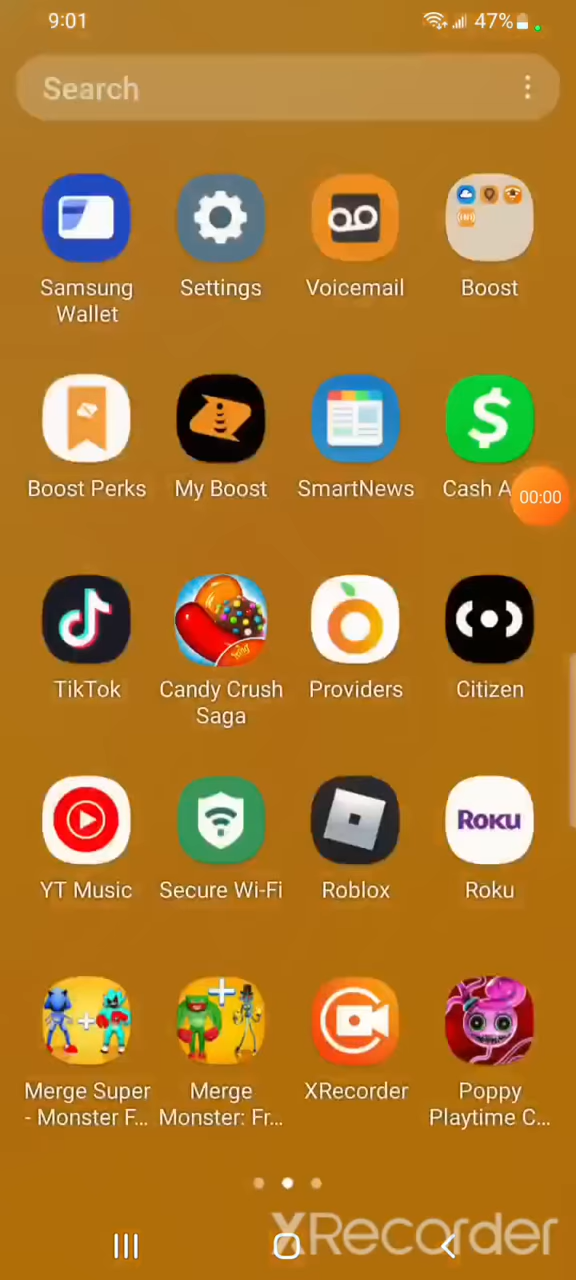 9:01
47%
Search
Samsung
Wallet
Settings
Voicemail
Boost
Boost Perks
My Boost
SmartNews
Cash A
00:00
TikTok
Candy Crush
Saga
Providers
Citizen
YT Music
Secure Wi-Fi
Roblox
ROKU
Roku
Merge Super
- Monster F...
Merge
Monster: Fr...
XRecorder
Poppy
Playtime C...
XRecorder